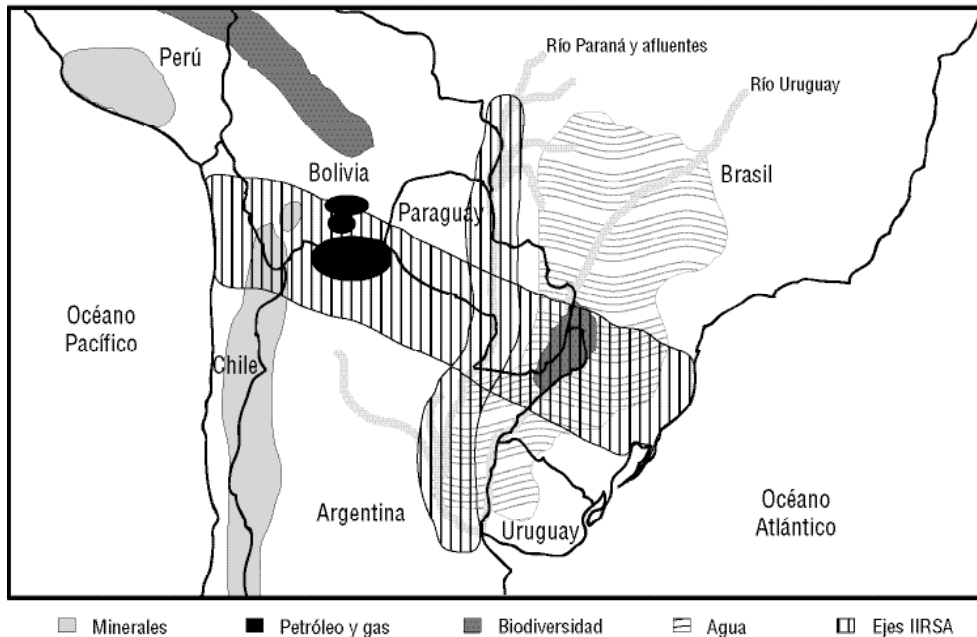 Perú
Río Paraná y afluentes
Río Uruguay
Bolivia
Brasil
Paraguay
Océano
Pacífico
Chile
Argentina
Uruguay
Océano
Atlántico
Minerales
Petróleo y gas
Biodiversidad
Agua
Ejes IIRSA